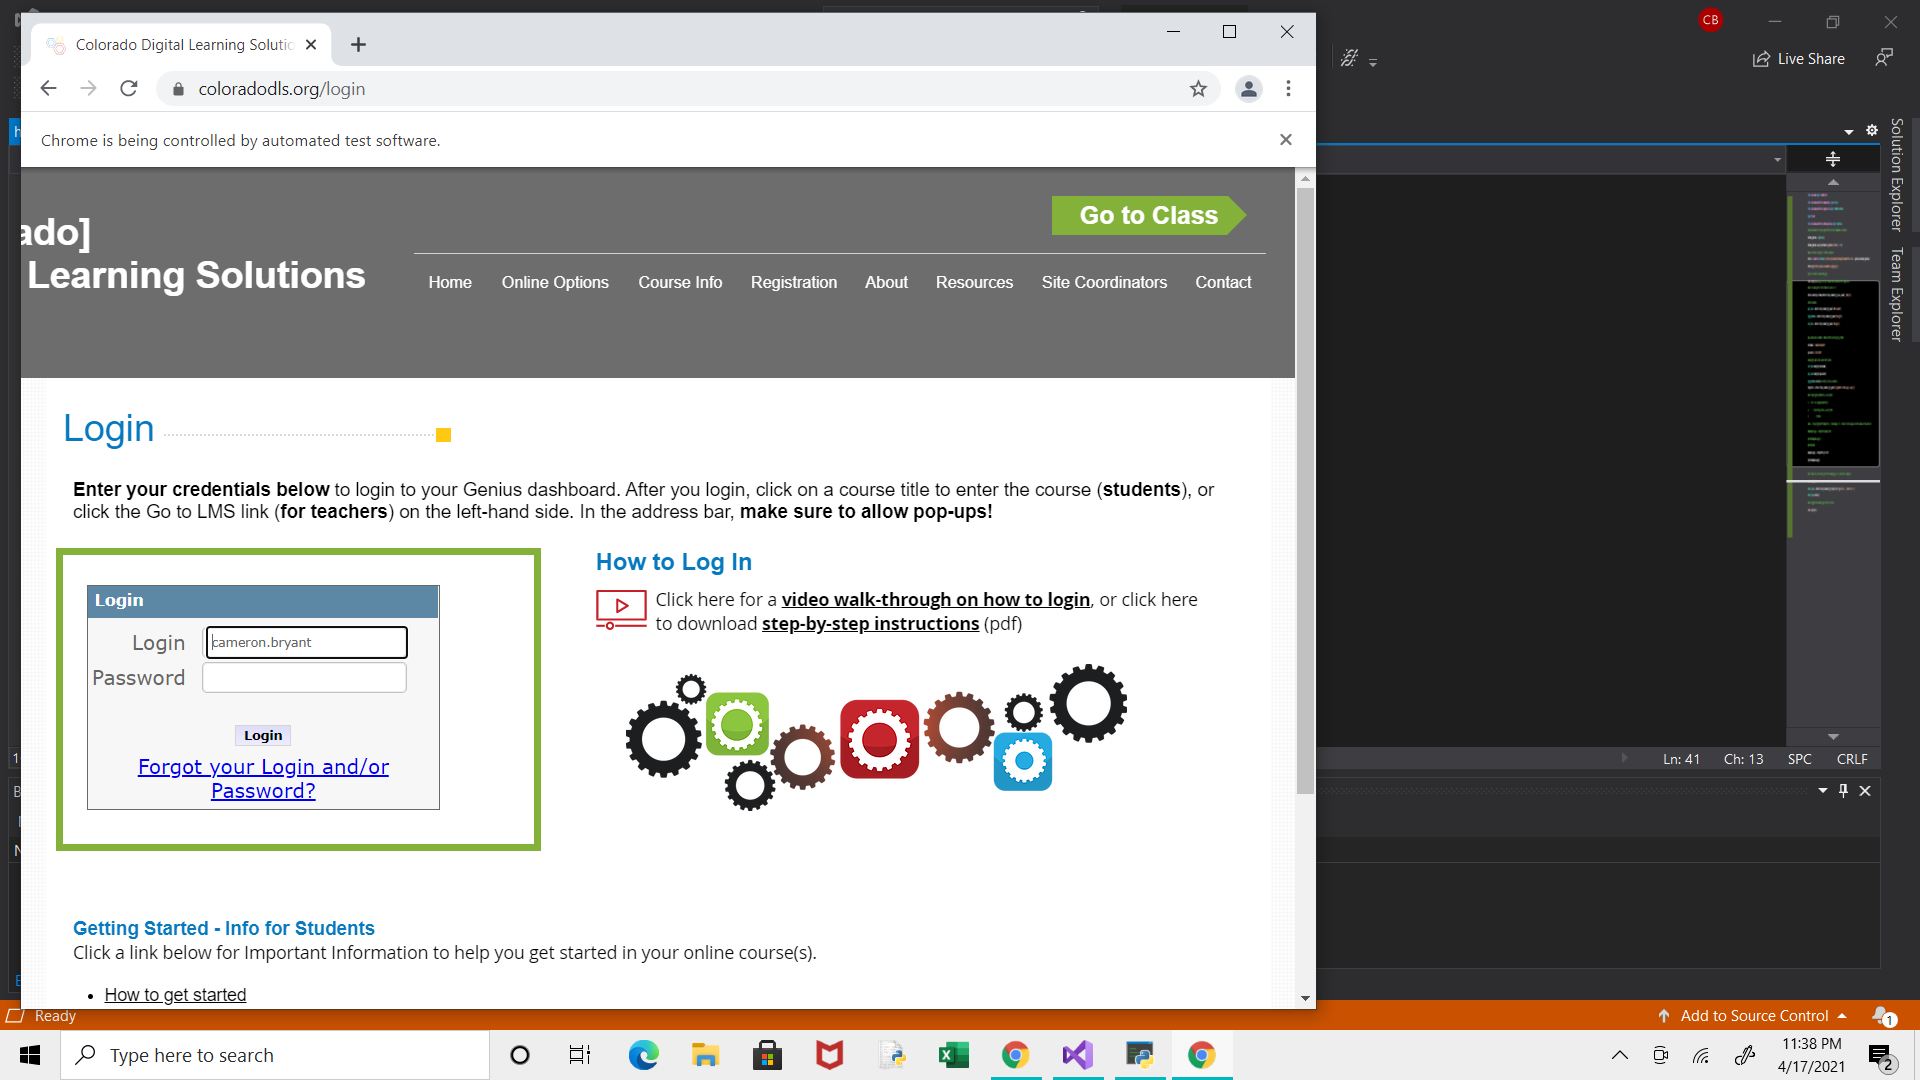 Colorado Digital Learning Solutio
coloradodls.org/login
Chrome is being controlled by automated test software.
CB
Live Share
ado]
Learning Solutions
Go to Class
Home Online Options Course Info Registration About Resources Site Coordinators Contact
Login
Enter your credentials below to login to your Genius dashboard. After you login, click on a course title to enter the course (students), or
click the Go to LMS link (for teachers) on the left-hand side. In the address bar, make sure to allow pop-ups!
Login
Login cameron.bryant
Password
Login
Forgot your Login and/or
Password?
How to Log In
Click here for a video walk-through on how to login, or click here
to download step-by-step instructions (pdf)
Getting Started - Info for Students
Click a link below for Important Information to help you get started in your online course(s).
• How to get started
Solution Explorer
Team Explorer
Ln: 41 Ch: 13 SPC CRLF
Ready
Add to Source Control
1
Type here to search
11:38 PM
4/17/2021
2